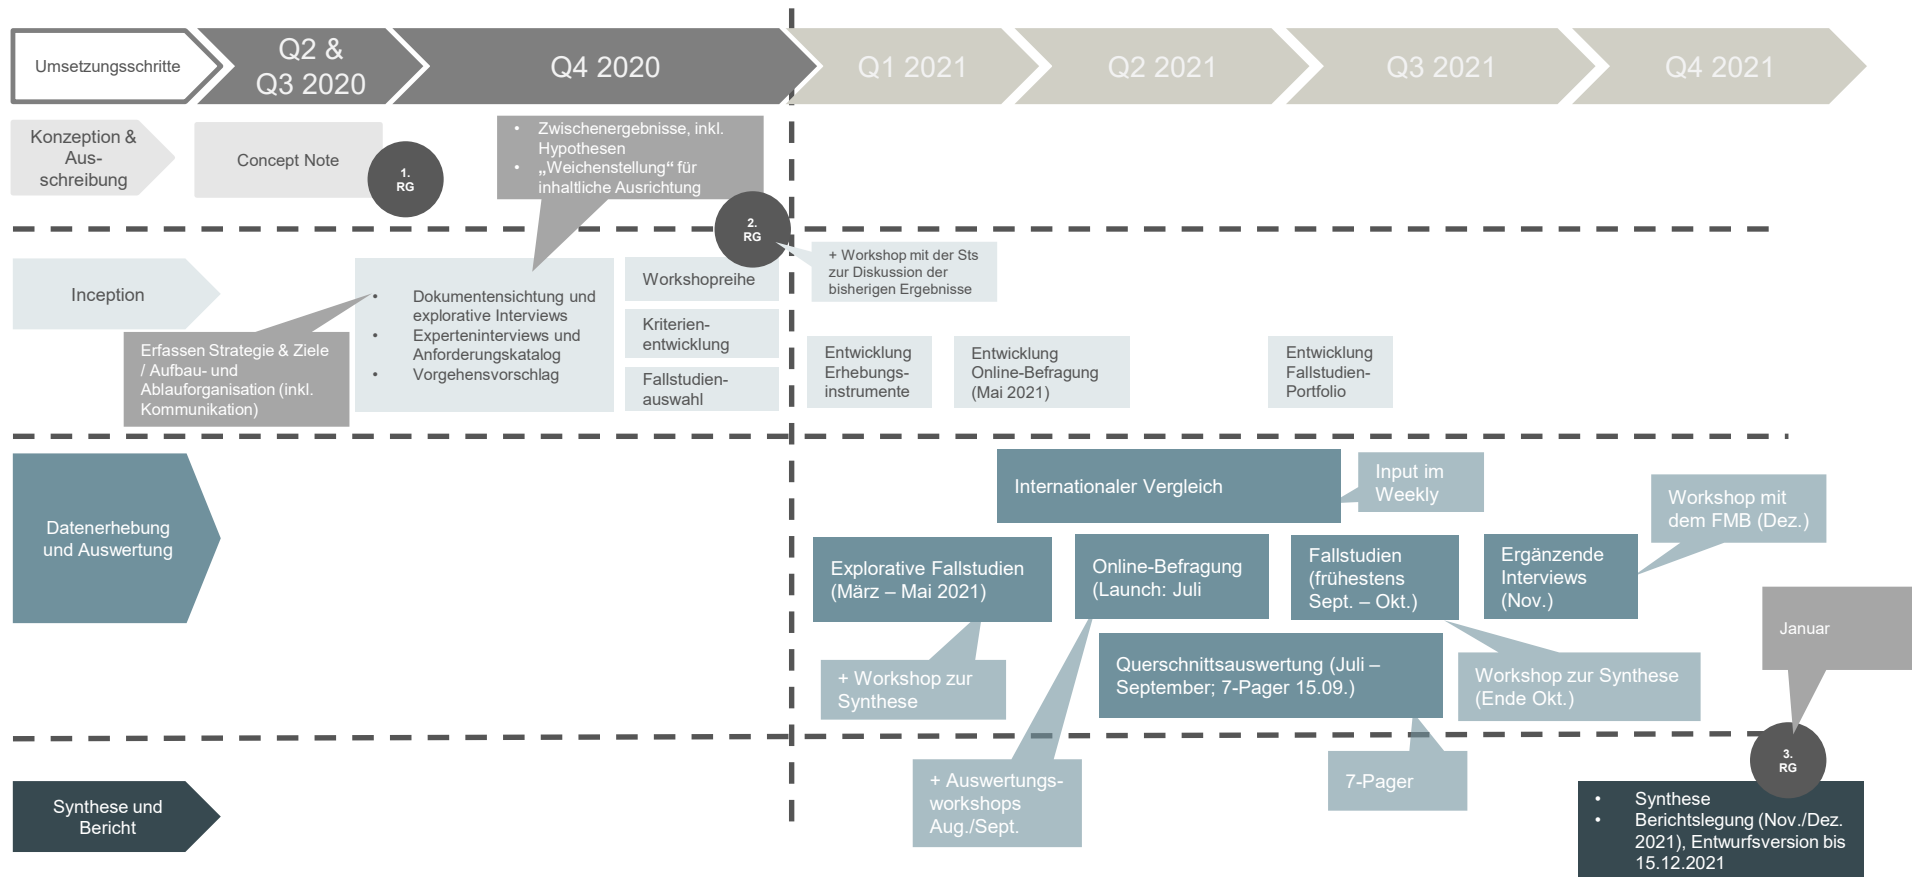 Umsetzungsschritte
Q2 &
Q3 2020
Q4 2020
Q1 2021
Q2 2021
Q3 2021
Q4 2021
Konzeption &
Aus-
schreibung
Concept Note
1.
RG
• Zwischenergebnisse, inkl.
Hypothesen
• „Weichenstellung“ für
inhaltliche Ausrichtung
2.
RG
+ Workshop mit der Sts
zur Diskussion der
bisherigen Ergebnisse
Inception
Erfassen Strategie & Ziele
/ Aufbau- und
Ablauforganisation (inkl.
Kommunikation)
• Dokumentensichtung und
explorative Interviews
• Experteninterviews und
Anforderungskatalog
• Vorgehensvorschlag
Workshopreihe
Kriterien-
entwicklung
Fallstudien-
auswahl
Entwicklung
Erhebungs-
instrumente
Entwicklung
Online-Befragung
(Mai 2021)
Entwicklung
Fallstudien-
Portfolio
Datenerhebung
und Auswertung
Internationaler Vergleich
Input im
Weekly
Workshop mit
dem FMB (Dez.)
Explorative Fallstudien
(März – Mai 2021)
Online-Befragung
(Launch: Juli
Fallstudien
(frühestens
Sept. – Okt.)
Ergänzende
Interviews
(Nov.)
Januar
+ Workshop zur
Synthese
Querschnittsauswertung (Juli –
September; 7-Pager 15.09.)
Workshop zur Synthese
(Ende Okt.)
3.
RG
Synthese und
Bericht
+ Auswertungs-
workshops
Aug./Sept.
7-Pager
• Synthese
• Berichtslegung (Nov./Dez.
2021), Entwurfsversion bis
15.12.2021